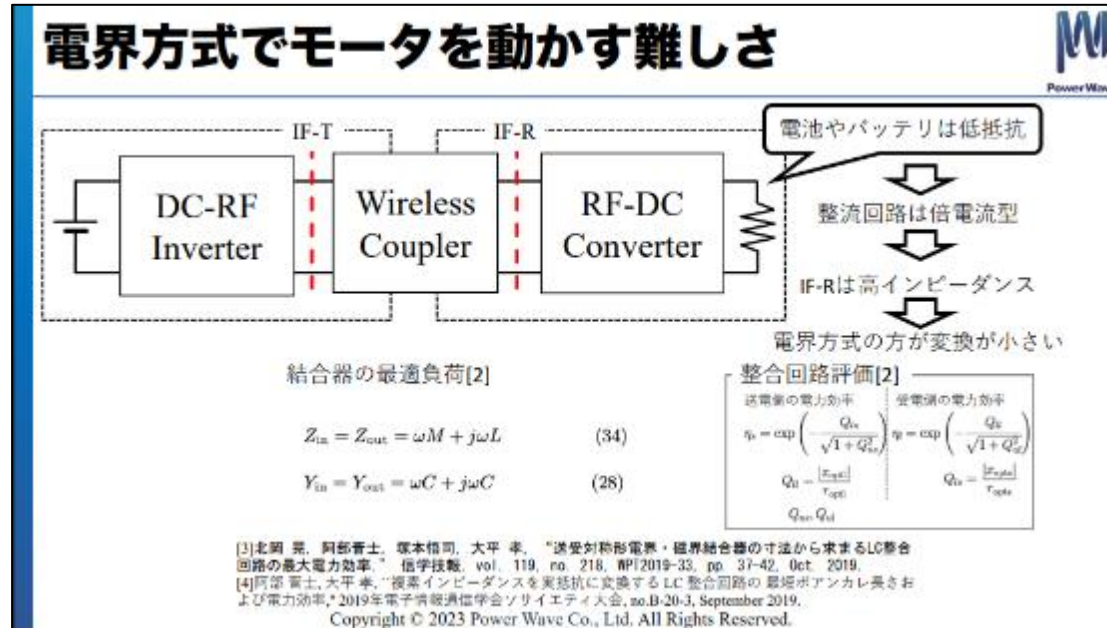 電界方式でモータを動かす難しさ
Power Wave
IF-T
IF-R
電池やバッテリは低抵抗
DC-RF
Inverter
Wireless
Coupler
RF-DC
Converter
整流回路は倍電流型
IF-Rは高インピーダンス
電界方式の方が変換が小さい
結合器の最適負荷[2]
Z_in = Z_out = ωM + jωL (34)
Y_in = Y_out = ωC + jωC (28)
整合回路評価[2]
送電側の電力効率 受電側の電力効率
[3]北岡 晃, 阿部晋士, 塚本悟司, 大平 孝, "送受対称形電界・磁界結合器の寸法から求まるLC整合
回路の最大電力効率," 信学技報, vol. 119, no. 218, WPT2019-33, pp. 37-42, Oct. 2019.
[4]阿部 晋士, 大平 孝, "複素インピーダンスを実抵抗に変換する LC 整合回路の 最短ポアンカレ長さお
よび電力効率," 2019年電子情報通信学会ソサイエティ大会, no.B-20-3, September 2019.
Copyright © 2023 Power Wave Co., Ltd. All Rights Reserved.